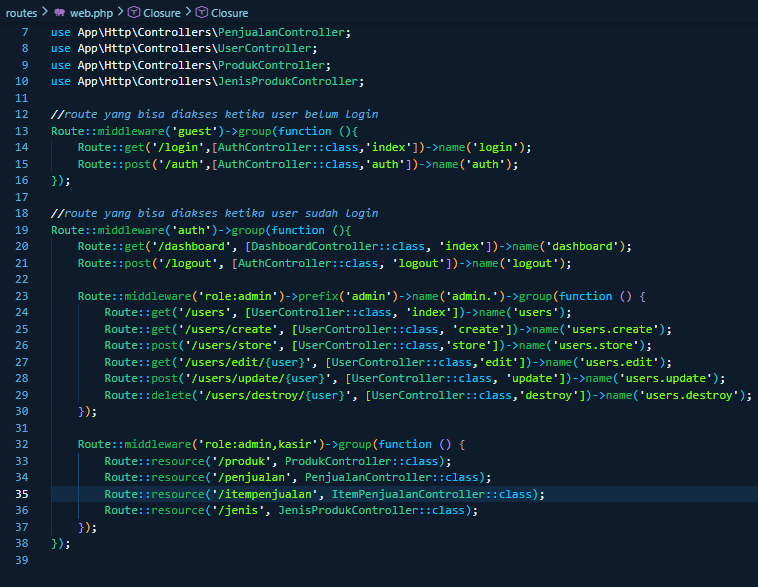 routes > web.php > Closure > Closure
7 use App\Http\Controllers\PenjualanController;
8 use App\Http\Controllers\UserController;
9 use App\Http\Controllers\ProdukController;
10 use App\Http\Controllers\JenisProdukController;
11
12 //route yang bisa diakses ketika user belum login
13 Route::middleware('guest')->group(function (){
14     Route::get('/login',[AuthController::class,'index'])->name('login');
15     Route::post('/auth',[AuthController::class,'auth'])->name('auth');
16 });
17
18 //route yang bisa diakses ketika user sudah login
19 Route::middleware('auth')->group(function (){
20     Route::get('/dashboard', [DashboardController::class, 'index'])->name('dashboard');
21     Route::post('/logout', [AuthController::class, 'logout'])->name('logout');
22
23     Route::middleware('role:admin')->prefix('admin')->name('admin.')->group(function () {
24         Route::get('/users', [UserController::class, 'index'])->name('users');
25         Route::get('/users/create', [UserController::class, 'create'])->name('users.create');
26         Route::post('/users/store', [UserController::class,'store'])->name('users.store');
27         Route::get('/users/edit/{user}', [UserController::class,'edit'])->name('users.edit');
28         Route::post('/users/update/{user}', [UserController::class, 'update'])->name('users.update');
29         Route::delete('/users/destroy/{user}', [UserController::class,'destroy'])->name('users.destroy');
30     });
31
32     Route::middleware('role:admin,kasir')->group(function () {
33         Route::resource('/produk', ProdukController::class);
34         Route::resource('/penjualan', PenjualanController::class);
35         Route::resource('/itempenjualan', ItemPenjualanController::class);
36         Route::resource('/jenis', JenisProdukController::class);
37     });
38 });
39